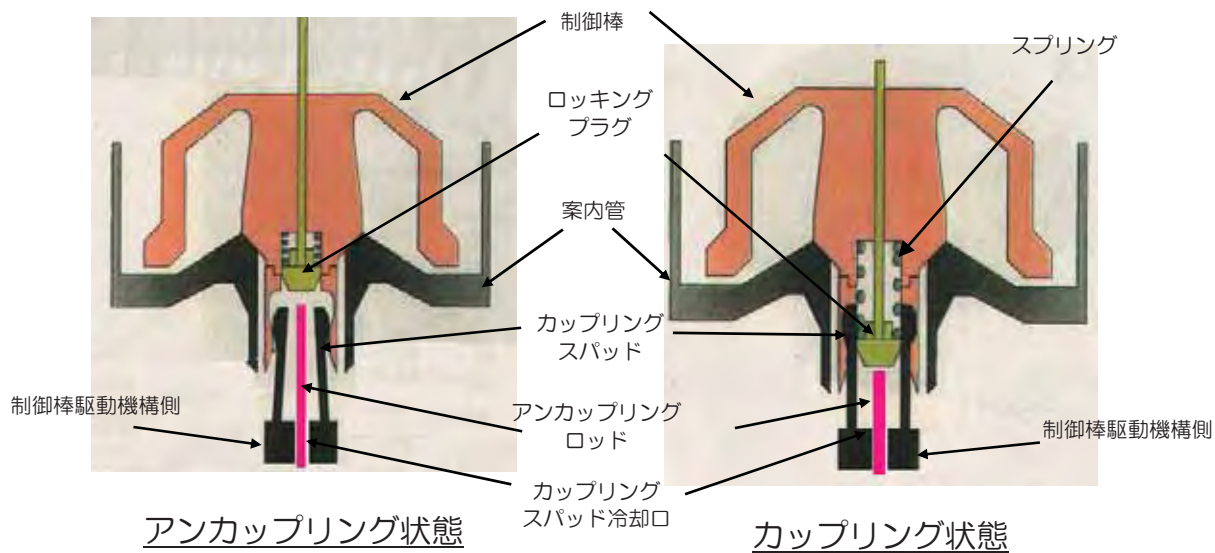 制御棒
スプリング
ロッキング
プラグ
案内管
カップリング
スパッド
制御棒駆動機構側
アンカップリング
ロッド
制御棒駆動機構側
カップリング
スパッド冷却口
アンカップリング状態
カップリング状態